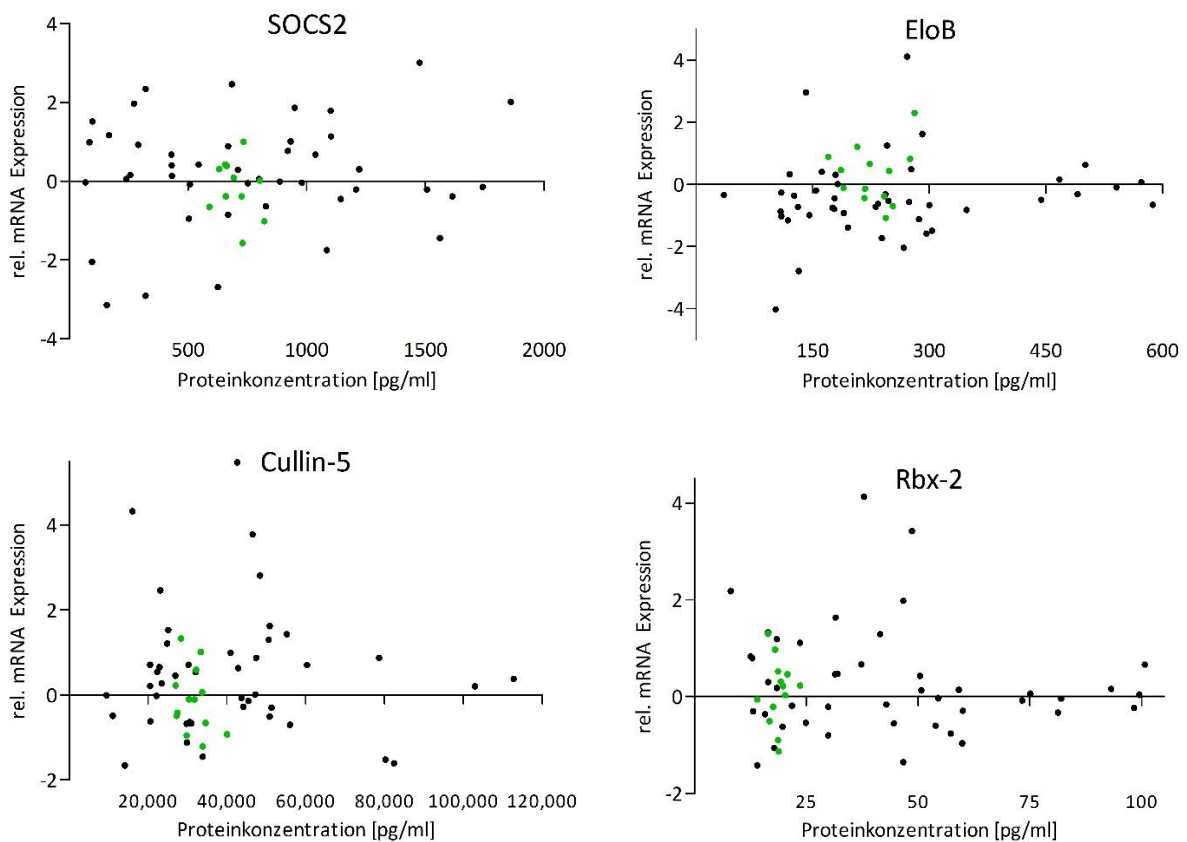 SOCS2
rel. mRNA Expression
4
2
0
-2
-4
500 1000 1500 2000
Proteinkonzentration [pg/ml]
EloB
rel. mRNA Expression
4
2
0
-2
-4
150 300 450 600
Proteinkonzentration [pg/ml]
Cullin-5
rel. mRNA Expression
4
2
0
-2
20,000 40,000 60,000 80,000 100,000 120,000
Proteinkonzentration [pg/ml]
Rbx-2
rel. mRNA Expression
4
2
0
-2
25 50 75 100
Proteinkonzentration [pg/ml]